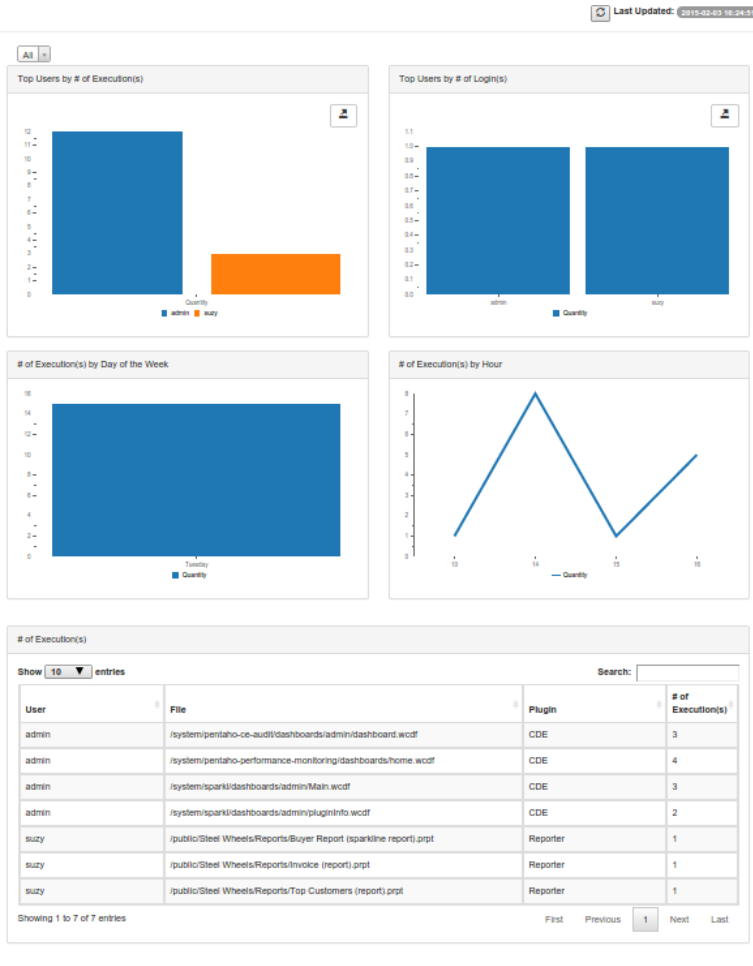 Last Updated: 2015-02-03 16:24:5
All
Top Users by # of Execution(s)
12
11
10
9
8
7
6
5
4
3
2
1
0
Quantity
admin suzy
Top Users by # of Login(s)
1.1
1.0
0.9
0.8
0.7
0.6
0.5
0.4
0.3
0.2
0.1
0.0
admin suzy
Quantity
# of Execution(s) by Day of the Week
16
14
12
10
8
6
4
2
0
Tuesday
Quantity
# of Execution(s) by Hour
8
7
6
5
4
3
2
1
0
13 14 15 16
Quantity
# of Execution(s)
Show 10 entries Search:
User File Plugin # of Execution(s)
admin /system/pentaho-ce-audit/dashboards/admin/dashboard.wcdf CDE 3
admin /system/pentaho-performance-monitoring/dashboards/home.wcdf CDE 4
admin /system/sparkl/dashboards/admin/Main.wcdf CDE 3
admin /system/sparkl/dashboards/admin/pluginInfo.wcdf CDE 2
suzy /public/Steel Wheels/Reports/Buyer Report (sparkline report).prpt Reporter 1
suzy /public/Steel Wheels/Reports/Invoice (report).prpt Reporter 1
suzy /public/Steel Wheels/Reports/Top Customers (report).prpt Reporter 1
Showing 1 to 7 of 7 entries First Previous 1 Next Last